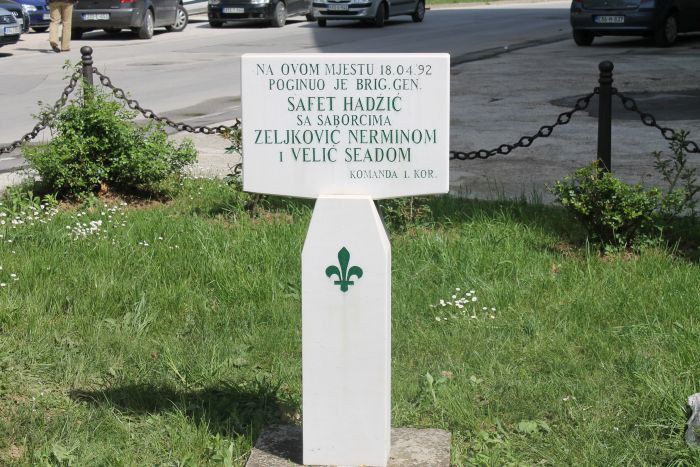 NA OVOM MJESTU 18.04.'92
POGINUO JE BRIG.GEN.
SAFET HADŽIĆ
SA SABORCIMA
ZELJKOVIĆ NERMINOM
I VELIĆ SEADOM
KOMANDA 1. KOR.